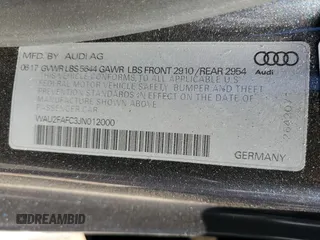 MFD. BY AUDI AG
06 17 GVWR LBS 5644 GAWR LBS FRONT 2910 / REAR 2954
THIS VEHICLE CONFORMS TO ALL APPLICABLE U.S.
FEDERAL MOTOR VEHICLE SAFETY, BUMPER AND THEFT
PREVENTION STANDARDS IN EFFECT ON THE DATE OF
MANUFACTURE SHOWN ABOVE.
PASSENGER CAR
Audi
WAU2FAFC3JN012000
GERMANY
DREAMBID